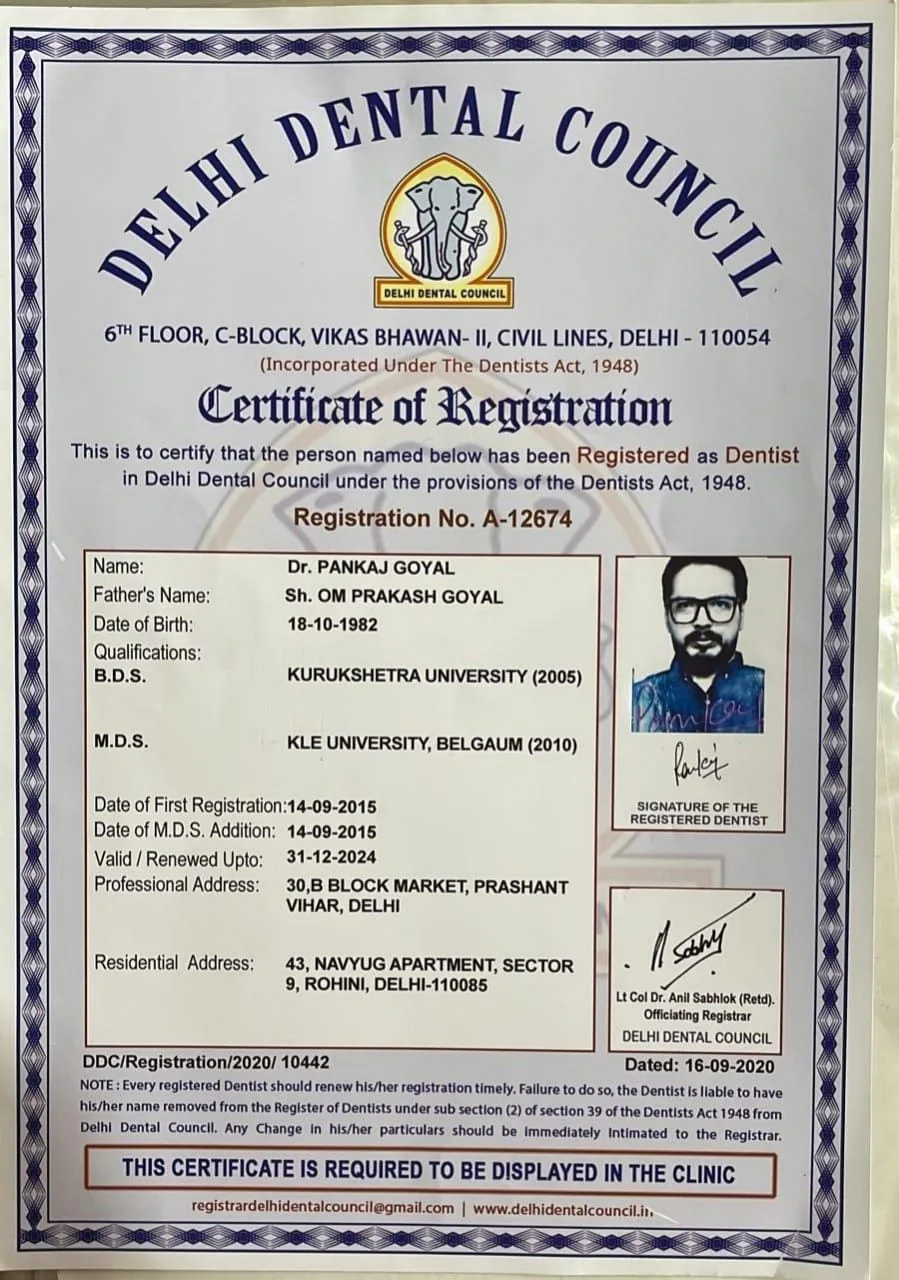 DELHI DENTAL COUNCIL
DELHI DENTAL COUNCIL
6TH FLOOR, C-BLOCK, VIKAS BHAWAN- II, CIVIL LINES, DELHI - 110054
(Incorporated Under The Dentists Act, 1948)
Certificate of Registration
This is to certify that the person named below has been Registered as Dentist
in Delhi Dental Council under the provisions of the Dentists Act, 1948.
Registration No. A-12674
Name: Dr. PANKAJ GOYAL
Father's Name: Sh. OM PRAKASH GOYAL
Date of Birth: 18-10-1982
Qualifications:
B.D.S. KURUKSHETRA UNIVERSITY (2005)
M.D.S. KLE UNIVERSITY, BELGAUM (2010)
Date of First Registration:14-09-2015
Date of M.D.S. Addition: 14-09-2015
Valid / Renewed Upto: 31-12-2024
Professional Address: 30,B BLOCK MARKET, PRASHANT
VIHAR, DELHI
Residential Address: 43, NAVYUG APARTMENT, SECTOR
9, ROHINI, DELHI-110085
Pankaj
SIGNATURE OF THE
REGISTERED DENTIST
Lt Col Dr. Anil Sabhlok (Retd).
Officiating Registrar
DELHI DENTAL COUNCIL
DDC/Registration/2020/ 10442
Dated: 16-09-2020
NOTE : Every registered Dentist should renew his/her registration timely. Failure to do so, the Dentist is liable to have
his/her name removed from the Register of Dentists under sub section (2) of section 39 of the Dentists Act 1948 from
Delhi Dental Council. Any Change in his/her particulars should be immediately intimated to the Registrar.
THIS CERTIFICATE IS REQUIRED TO BE DISPLAYED IN THE CLINIC
registrardelhidentalcouncil@gmail.com | www.delhidentalcouncil.in